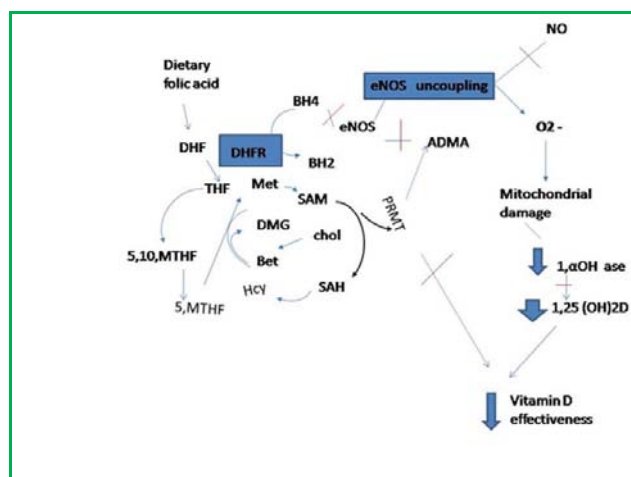 NO
Dietary
folic acid
eNOS uncoupling
BH4
eNOS
O2 -
DHF
DHFR
ADMA
BH2
THF
Met
SAM
PRMT
Mitochondrial
damage
DMG
chol
5,10,MTHF
Bet
1,αOH ase
Hcy
SAH
5,MTHF
1,25 (OH)2D
Vitamin D
effectiveness